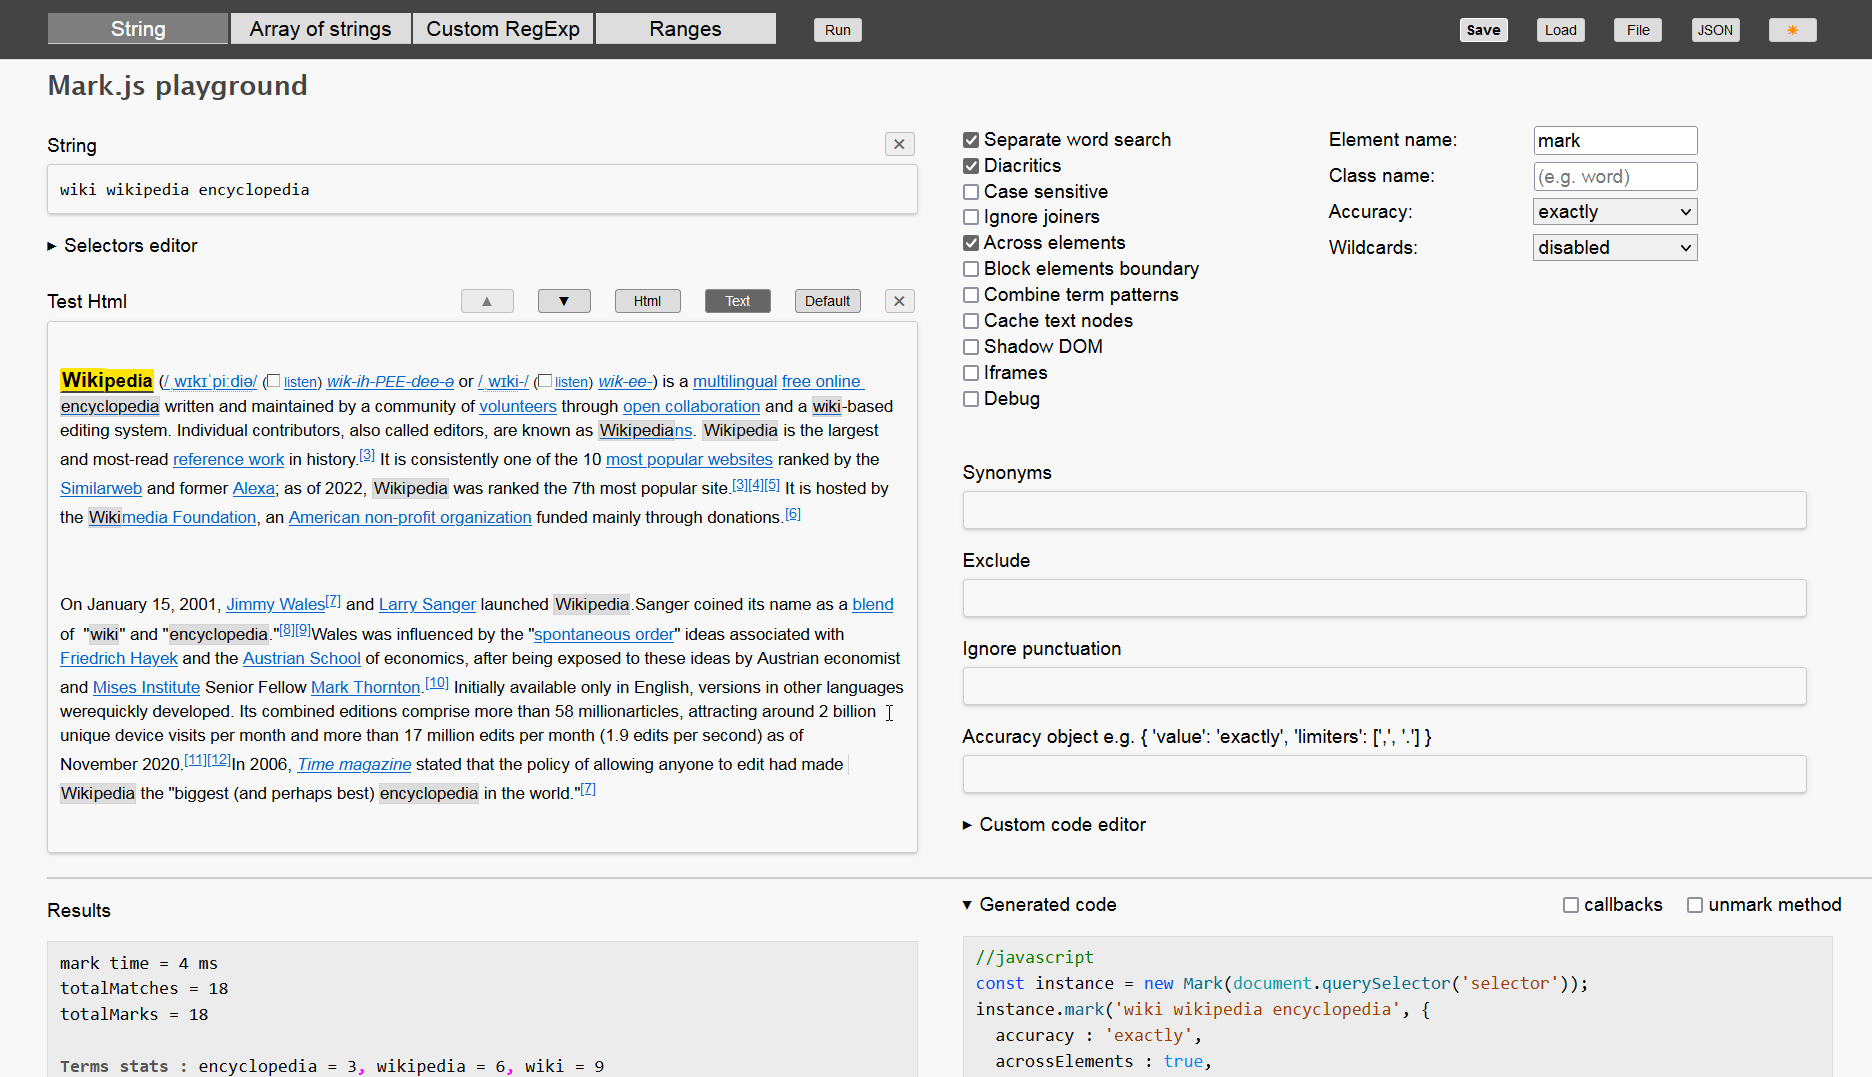 String Array of strings Custom RegExp Ranges Run Save Load File JSON
Mark.js playground
String ✕
wiki wikipedia encyclopedia
▸ Selectors editor
Test Html ▲ ▼ Html Text Default ✕
Wikipedia (/ˌwɪkɪˈpiːdiə/ (listen) wik-ih-PEE-dee-ə or /ˌwɪki-/ (listen) wik-ee-) is a multilingual free online
encyclopedia written and maintained by a community of volunteers through open collaboration and a wiki-based
editing system. Individual contributors, also called editors, are known as Wikipedians. Wikipedia is the largest
and most-read reference work in history.[3] It is consistently one of the 10 most popular websites ranked by the
Similarweb and former Alexa; as of 2022, Wikipedia was ranked the 7th most popular site.[3][4][5] It is hosted by
the Wikimedia Foundation, an American non-profit organization funded mainly through donations.[6]
On January 15, 2001, Jimmy Wales[7] and Larry Sanger launched Wikipedia.Sanger coined its name as a blend
of "wiki" and "encyclopedia."[8][9]Wales was influenced by the "spontaneous order" ideas associated with
Friedrich Hayek and the Austrian School of economics, after being exposed to these ideas by Austrian economist
and Mises Institute Senior Fellow Mark Thornton.[10] Initially available only in English, versions in other languages
werequickly developed. Its combined editions comprise more than 58 millionarticles, attracting around 2 billion
unique device visits per month and more than 17 million edits per month (1.9 edits per second) as of
November 2020.[11][12]In 2006, Time magazine stated that the policy of allowing anyone to edit had made
Wikipedia the "biggest (and perhaps best) encyclopedia in the world."[7]
Separate word search
Diacritics
Case sensitive
Ignore joiners
Across elements
Block elements boundary
Combine term patterns
Cache text nodes
Shadow DOM
Iframes
Debug
Element name: mark
Class name: (e.g. word)
Accuracy: exactly
Wildcards: disabled
Synonyms
Exclude
Ignore punctuation
Accuracy object e.g. { 'value': 'exactly', 'limiters': [',', '.'] }
▸ Custom code editor
Results
mark time = 4 ms
totalMatches = 18
totalMarks = 18
Terms stats : encyclopedia = 3, wikipedia = 6, wiki = 9
▾ Generated code callbacks unmark method
//javascript
const instance = new Mark(document.querySelector('selector'));
instance.mark('wiki wikipedia encyclopedia', {
accuracy : 'exactly',
acrossElements : true,